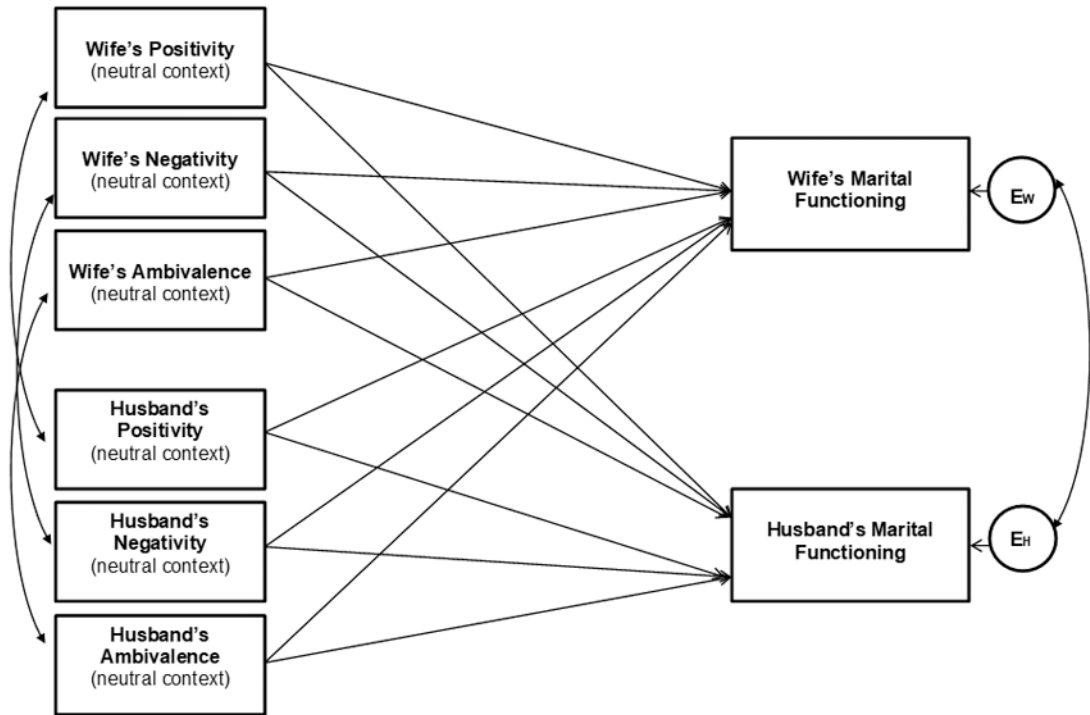 Wife's Positivity
(neutral context)
Wife's Negativity
(neutral context)
Wife's Ambivalence
(neutral context)
Husband's
Positivity
(neutral context)
Husband's
Negativity
(neutral context)
Husband's
Ambivalence
(neutral context)
Wife's Marital
Functioning
EW
Husband's Marital
Functioning
EH